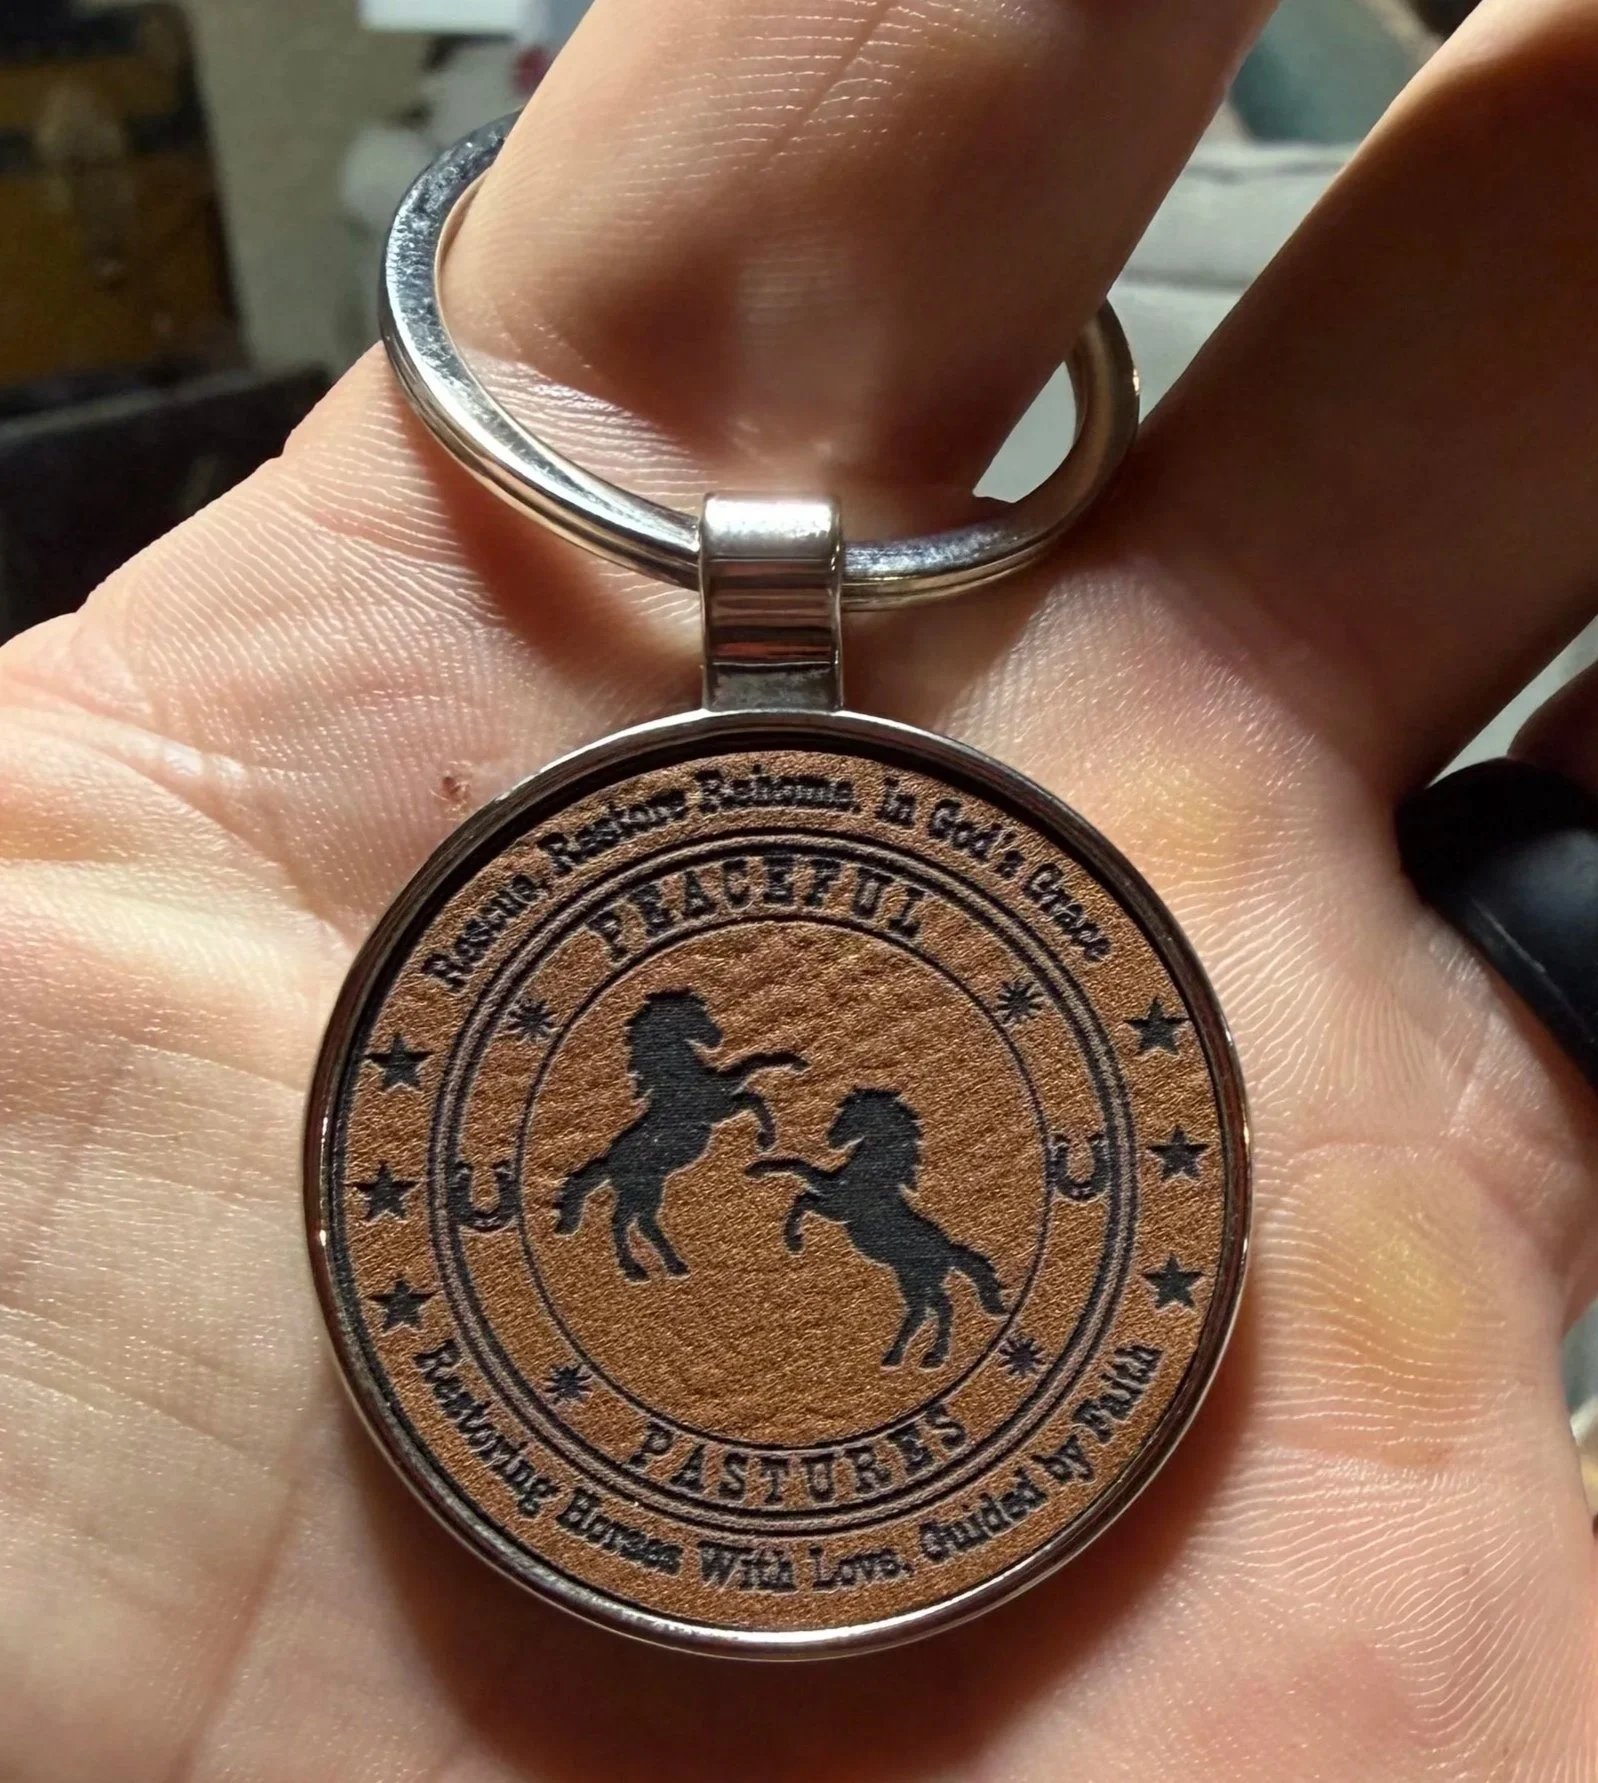 Rescue, Restore Rehome, In God's Grace
PEACEFUL
PASTURES
Restoring Horses With Love, Guided by Faith